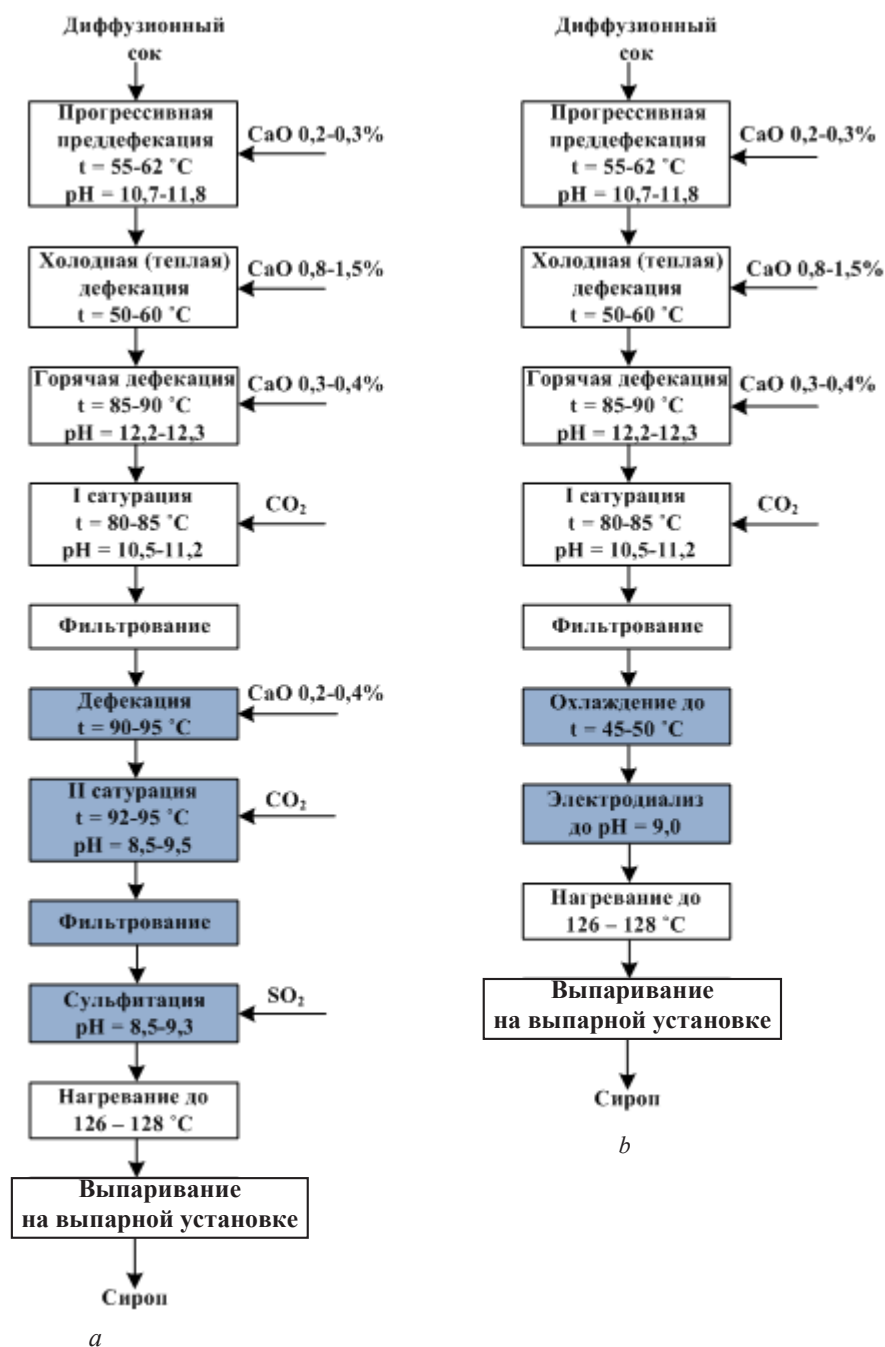 Диффузионный
сок
Прогрессивная
преддефекация
t = 55-62 ˚C
pH = 10,7-11,8
CaO 0,2-0,3%
Холодная (теплая)
дефекация
t = 50-60 ˚C
CaO 0,8-1,5%
Горячая дефекация
t = 85-90 ˚C
pH = 12,2-12,3
CaO 0,3-0,4%
I сатурация
t = 80-85 ˚C
pH = 10,5-11,2
CO₂
Фильтрование
Дефекация
t = 90-95 ˚C
CaO 0,2-0,4%
II сатурация
t = 92-95 ˚C
pH = 8,5-9,5
CO₂
Фильтрование
Сульфитация
pH = 8,5-9,3
SO₂
Нагревание до
126 – 128 ˚C
Выпаривание
на выпарной установке
Сироп
a
Диффузионный
сок
Прогрессивная
преддефекация
t = 55-62 ˚C
pH = 10,7-11,8
CaO 0,2-0,3%
Холодная (теплая)
дефекация
t = 50-60 ˚C
CaO 0,8-1,5%
Горячая дефекация
t = 85-90 ˚C
pH = 12,2-12,3
CaO 0,3-0,4%
I сатурация
t = 80-85 ˚C
pH = 10,5-11,2
CO₂
Фильтрование
Охлаждение до
t = 45-50 ˚C
Электродиализ
до pH = 9,0
Нагревание до
126 – 128 ˚C
Выпаривание
на выпарной установке
Сироп
b